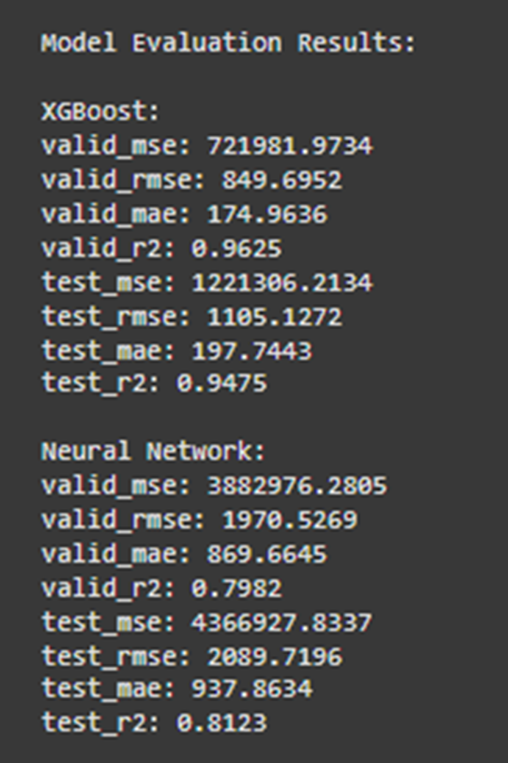 Model Evaluation Results:
XGBoost:
valid_mse: 721981.9734
valid_rmse: 849.6952
valid_mae: 174.9636
valid_r2: 0.9625
test_mse: 1221306.2134
test_rmse: 1105.1272
test_mae: 197.7443
test_r2: 0.9475
Neural Network:
valid_mse: 3882976.2805
valid_rmse: 1970.5269
valid_mae: 869.6645
valid_r2: 0.7982
test_mse: 4366927.8337
test_rmse: 2089.7196
test_mae: 937.8634
test_r2: 0.8123